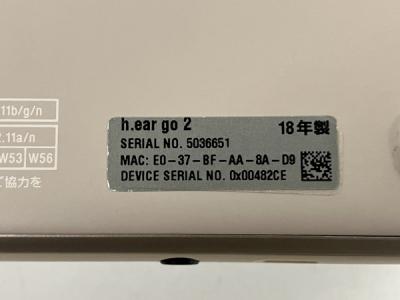 11b/g/n
.11a/n
W53 W56
ご協力を
h.ear go 2 18年製
SERIAL NO. 5036651
MAC: E0-37-BF-AA-8A-D9
DEVICE SERIAL NO. 0x00482CE